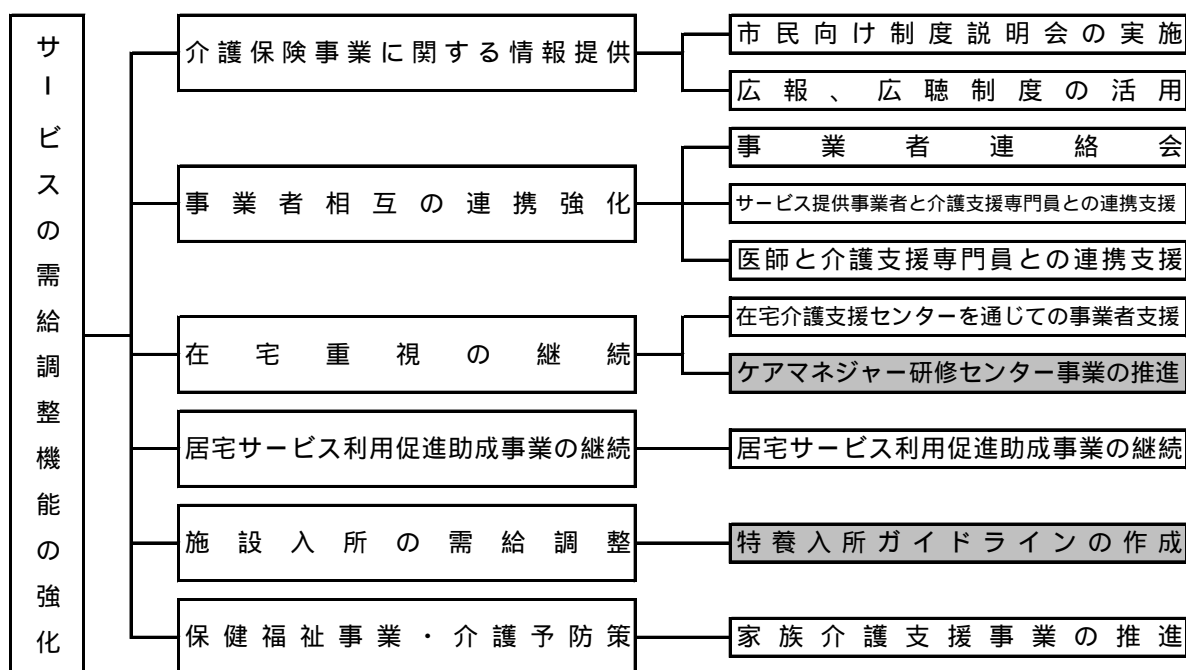 サービスの需給調整機能の強化
介護保険事業に関する情報提供
市民向け制度説明会の実施
広報、広聴制度の活用
事業者相互の連携強化
事業者連絡会
サービス提供事業者と介護支援専門員との連携支援
医師と介護支援専門員との連携支援
在宅重視の継続
在宅介護支援センターを通じての事業者支援
ケアマネジャー研修センター事業の推進
居宅サービス利用促進助成事業の継続
居宅サービス利用促進助成事業の継続
施設入所の需給調整
特養入所ガイドラインの作成
保健福祉事業・介護予防策
家族介護支援事業の推進